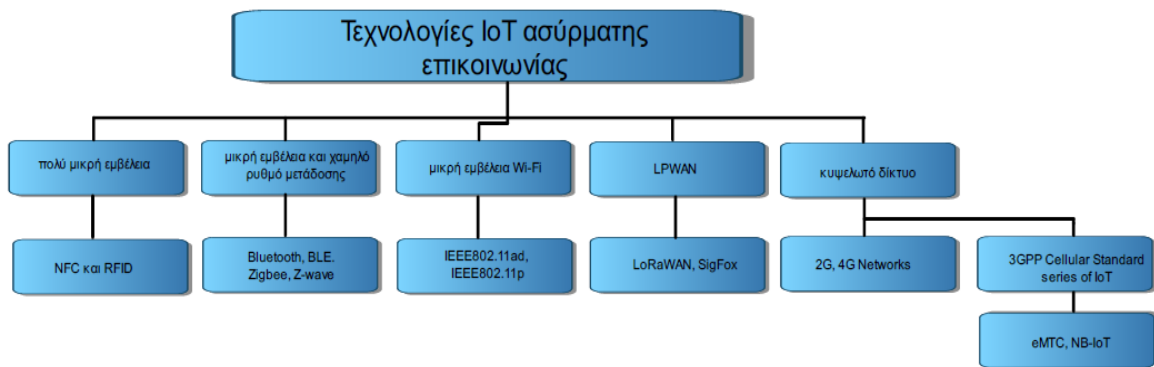 Τεχνολογίες IoT ασύρματης
επικοινωνίας
πολύ μικρή εμβέλεια
μικρή εμβέλεια και χαμηλό
ρυθμό μετάδοσης
μικρή εμβέλεια Wi-Fi
LPWAN
κυψελωτό δίκτυο
NFC και RFID
Bluetooth, BLE.
Zigbee, Z-wave
IEEE802.11ad,
IEEE802.11p
LoRaWAN, SigFox
2G, 4G Networks
3GPP Cellular Standard
series of IoT
eMTC, NB-IoT